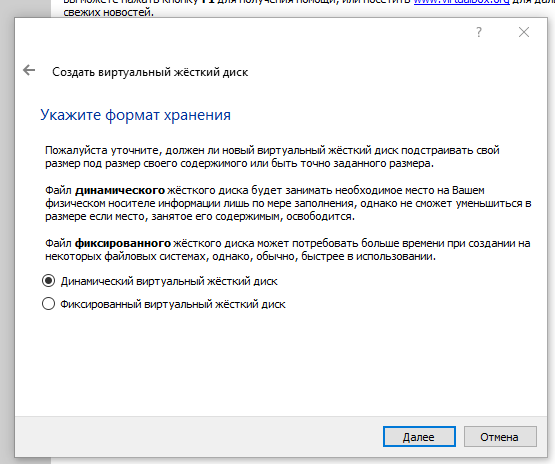 вы можете нажать кнопку F1 для получения помощи, или посетить www.virtualbox.org для
свежих новостей.
?
Создать виртуальный жёсткий диск
Укажите формат хранения
Пожалуйста уточните, должен ли новый виртуальный жёсткий диск подстраивать свой
размер под размер своего содержимого или быть точно заданного размера.
Файл динамического жёсткого диска будет занимать необходимое место на Вашем
физическом носителе информации лишь по мере заполнения, однако не сможет уменьшиться в
размере если место, занятое его содержимым, освободится.
Файл фиксированного жёсткого диска может потребовать больше времени при создании на
некоторых файловых системах, однако, обычно, быстрее в использовании.
Динамический виртуальный жёсткий диск
Фиксированный виртуальный жёсткий диск
Далее
Отмена